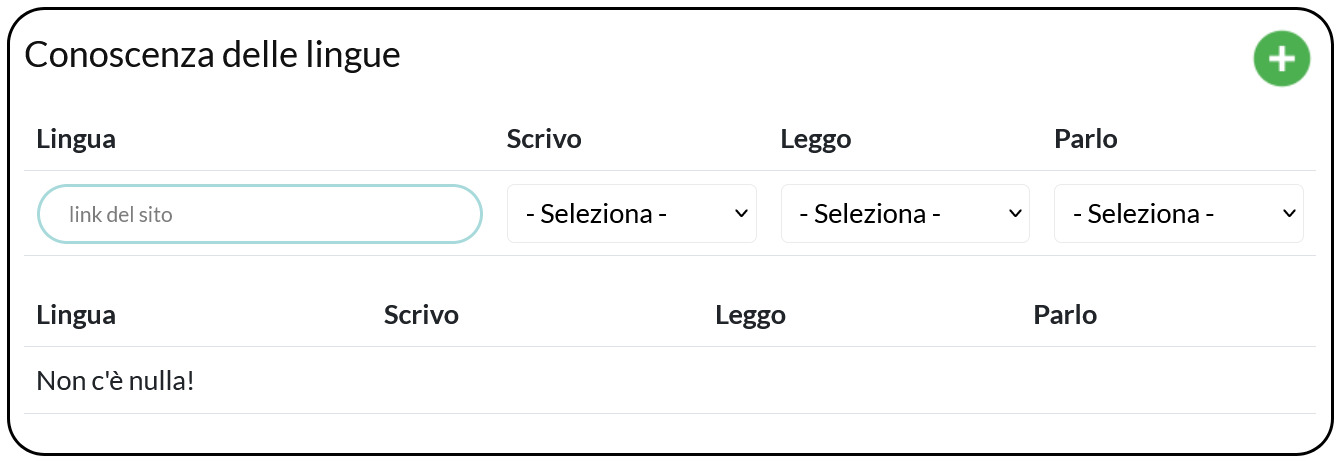 Conoscenza delle lingue
Lingua Scrivo Leggo Parlo
link del sito - Seleziona - - Seleziona - - Seleziona -
Lingua Scrivo Leggo Parlo
Non c'è nulla!